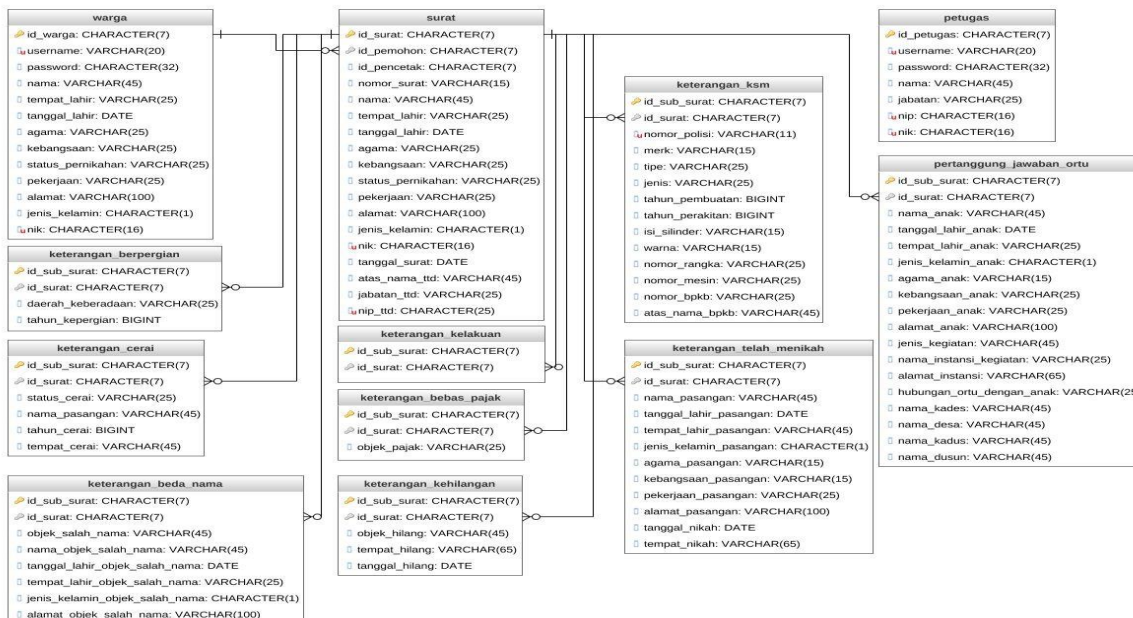 warga
id_warga: CHARACTER(7)
username: VARCHAR(20)
password: CHARACTER(32)
nama: VARCHAR(45)
tempat_lahir: VARCHAR(25)
tanggal_lahir: DATE
agama: VARCHAR(25)
kebangsaan: VARCHAR(25)
status_pernikahan: VARCHAR(25)
pekerjaan: VARCHAR(25)
alamat: VARCHAR(100)
jenis_kelamin: CHARACTER(1)
nik: CHARACTER(16)
keterangan_berpergian
id_sub_surat: CHARACTER(7)
id_surat: CHARACTER(7)
daerah_keberadaan: VARCHAR(25)
tahun_kepergian: BIGINT
keterangan_cerai
id_sub_surat: CHARACTER(7)
id_surat: CHARACTER(7)
status_cerai: VARCHAR(25)
nama_pasangan: VARCHAR(45)
tahun_cerai: BIGINT
tempat_cerai: VARCHAR(45)
keterangan_beda_nama
id_sub_surat: CHARACTER(7)
id_surat: CHARACTER(7)
objek_salah_nama: VARCHAR(45)
nama_objek_salah_nama: VARCHAR(45)
tanggal_lahir_objek_salah_nama: DATE
tempat_lahir_objek_salah_nama: VARCHAR(25)
jenis_kelamin_objek_salah_nama: CHARACTER(1)
alamat_objek_salah_nama: VARCHAR(100)
surat
id_surat: CHARACTER(7)
id_pemohon: CHARACTER(7)
id_pencetak: CHARACTER(7)
nomor_surat: VARCHAR(15)
nama: VARCHAR(45)
tempat_lahir: VARCHAR(25)
tanggal_lahir: DATE
agama: VARCHAR(25)
kebangsaan: VARCHAR(25)
status_pernikahan: VARCHAR(25)
pekerjaan: VARCHAR(25)
alamat: VARCHAR(100)
jenis_kelamin: CHARACTER(1)
nik: CHARACTER(16)
tanggal_surat: DATE
atas_nama_ttd: VARCHAR(45)
jabatan_ttd: VARCHAR(25)
nip_ttd: CHARACTER(25)
keterangan_kelakuan
id_sub_surat: CHARACTER(7)
id_surat: CHARACTER(7)
keterangan_bebas_pajak
id_sub_surat: CHARACTER(7)
id_surat: CHARACTER(7)
objek_pajak: VARCHAR(25)
keterangan_kehilangan
id_sub_surat: CHARACTER(7)
id_surat: CHARACTER(7)
objek_hilang: VARCHAR(45)
tempat_hilang: VARCHAR(65)
tanggal_hilang: DATE
keterangan_ksm
id_sub_surat: CHARACTER(7)
id_surat: CHARACTER(7)
nomor_polisi: VARCHAR(11)
merk: VARCHAR(15)
tipe: VARCHAR(25)
jenis: VARCHAR(25)
tahun_pembuatan: BIGINT
tahun_perakitan: BIGINT
isi_silinder: VARCHAR(15)
warna: VARCHAR(15)
nomor_rangka: VARCHAR(25)
nomor_mesin: VARCHAR(25)
nomor_bpkb: VARCHAR(25)
atas_nama_bpkb: VARCHAR(45)
keterangan_telah_menikah
id_sub_surat: CHARACTER(7)
id_surat: CHARACTER(7)
nama_pasangan: VARCHAR(45)
tanggal_lahir_pasangan: DATE
tempat_lahir_pasangan: VARCHAR(45)
jenis_kelamin_pasangan: CHARACTER(1)
agama_pasangan: VARCHAR(15)
kebangsaan_pasangan: VARCHAR(15)
pekerjaan_pasangan: VARCHAR(25)
alamat_pasangan: VARCHAR(100)
tanggal_nikah: DATE
tempat_nikah: VARCHAR(65)
petugas
id_petugas: CHARACTER(7)
username: VARCHAR(20)
password: CHARACTER(32)
nama: VARCHAR(45)
jabatan: VARCHAR(25)
nip: CHARACTER(16)
nik: CHARACTER(16)
pertanggung_jawaban_ortu
id_sub_surat: CHARACTER(7)
id_surat: CHARACTER(7)
nama_anak: VARCHAR(45)
tanggal_lahir_anak: DATE
tempat_lahir_anak: VARCHAR(25)
jenis_kelamin_anak: CHARACTER(1)
agama_anak: VARCHAR(15)
kebangsaan_anak: VARCHAR(25)
pekerjaan_anak: VARCHAR(25)
alamat_anak: VARCHAR(100)
jenis_kegiatan: VARCHAR(45)
nama_instansi_kegiatan: VARCHAR(25)
alamat_instansi: VARCHAR(65)
hubungan_ortu_dengan_anak: VARCHAR(25
nama_kades: VARCHAR(45)
nama_desa: VARCHAR(45)
nama_kadus: VARCHAR(45)
nama_dusun: VARCHAR(45)